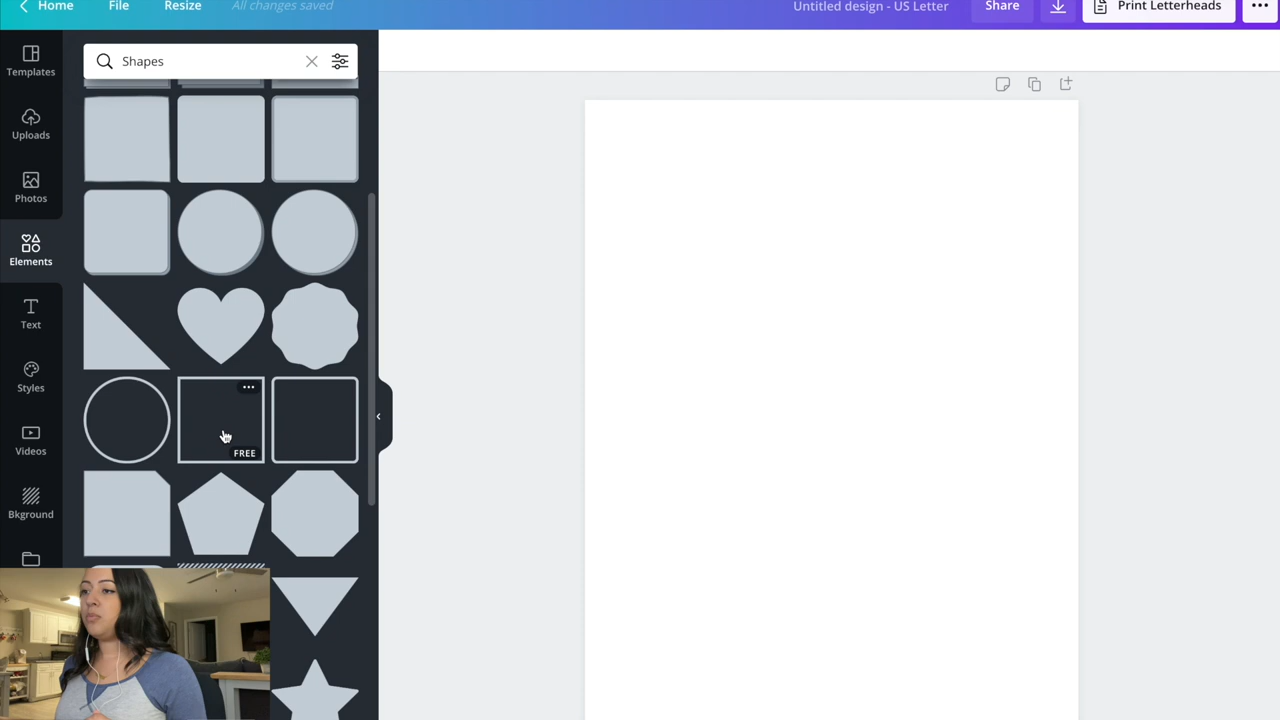 Home File Resize All changes saved Untitled design - US Letter Share Print Letterheads
Templates
Shapes
Uploads
Photos
Elements
Text
Styles
Videos
Bkground
FREE